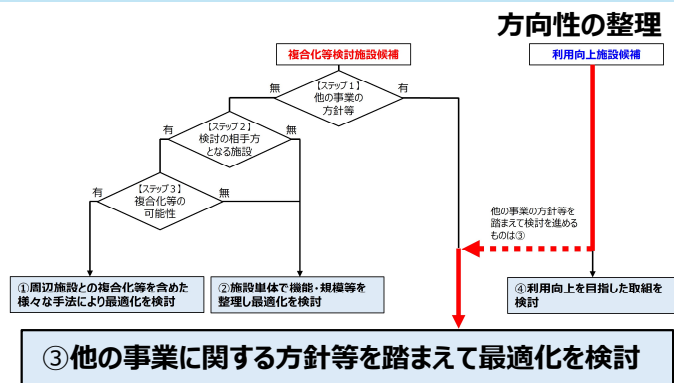 方向性の整理
複合化等検討施設候補
利用向上施設候補
【ステップ1】
他の事業の
方針等
無
有
【ステップ2】
検討の相手方
となる施設
有
無
【ステップ3】
複合化等の
可能性
有
無
他の事業の方針等を
踏まえて検討を進める
ものは③
①周辺施設との複合化等を含めた
様々な手法により最適化を検討
②施設単体で機能・規模等を
整理し最適化を検討
④利用向上を目指した取組を
検討
③他の事業に関する方針等を踏まえて最適化を検討